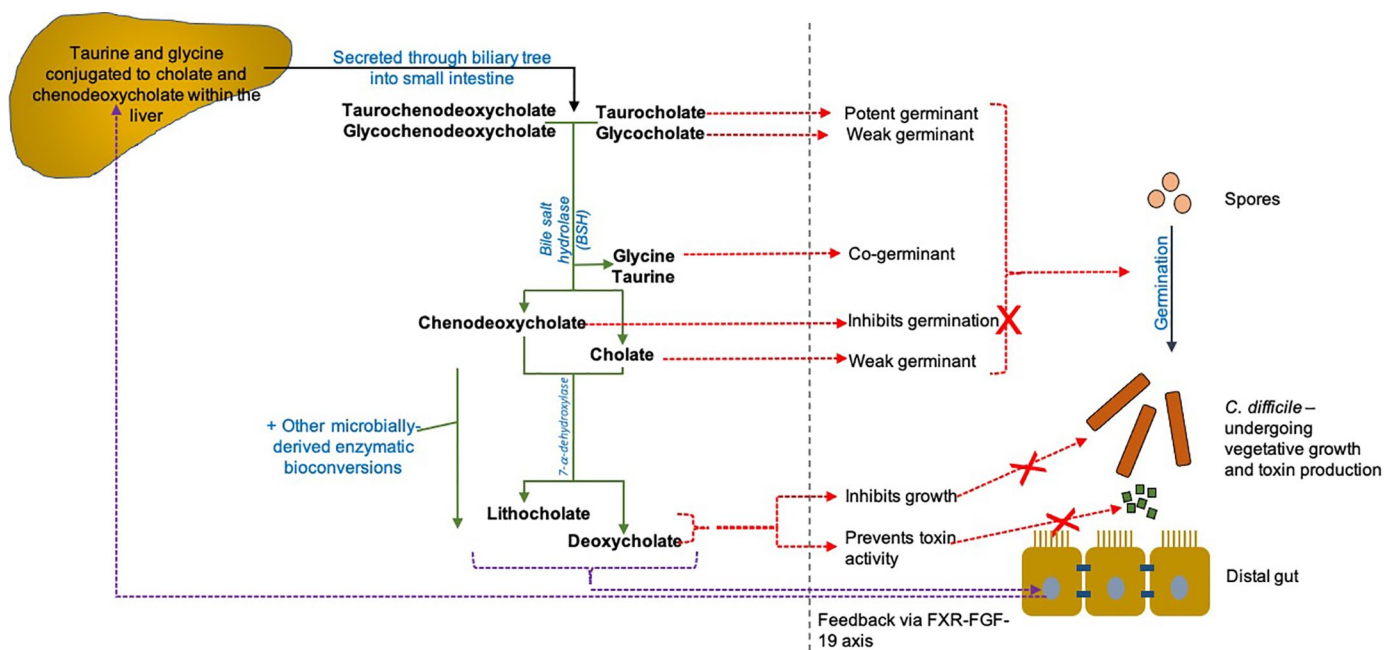 Taurine and glycine
conjugated to cholate and
chenodeoxycholate within the
liver
Secreted through biliary tree
into small intestine
Taurochenodeoxycholate
Glycochenodeoxycholate
Taurocholate
Glycocholate
Potent germinant
Weak germinant
Spores
Bile salt
hydrolase
(BSH)
Glycine
Taurine
Co-germinant
Germination
Chenodeoxycholate
Inhibits germination
Cholate
Weak germinant
7-α-dehydroxylase
+ Other microbially-
derived enzymatic
bioconversions
C. difficile –
undergoing
vegetative growth
and toxin production
Lithocholate
Deoxycholate
Inhibits growth
Prevents toxin
activity
Distal gut
Feedback via FXR-FGF-
19 axis